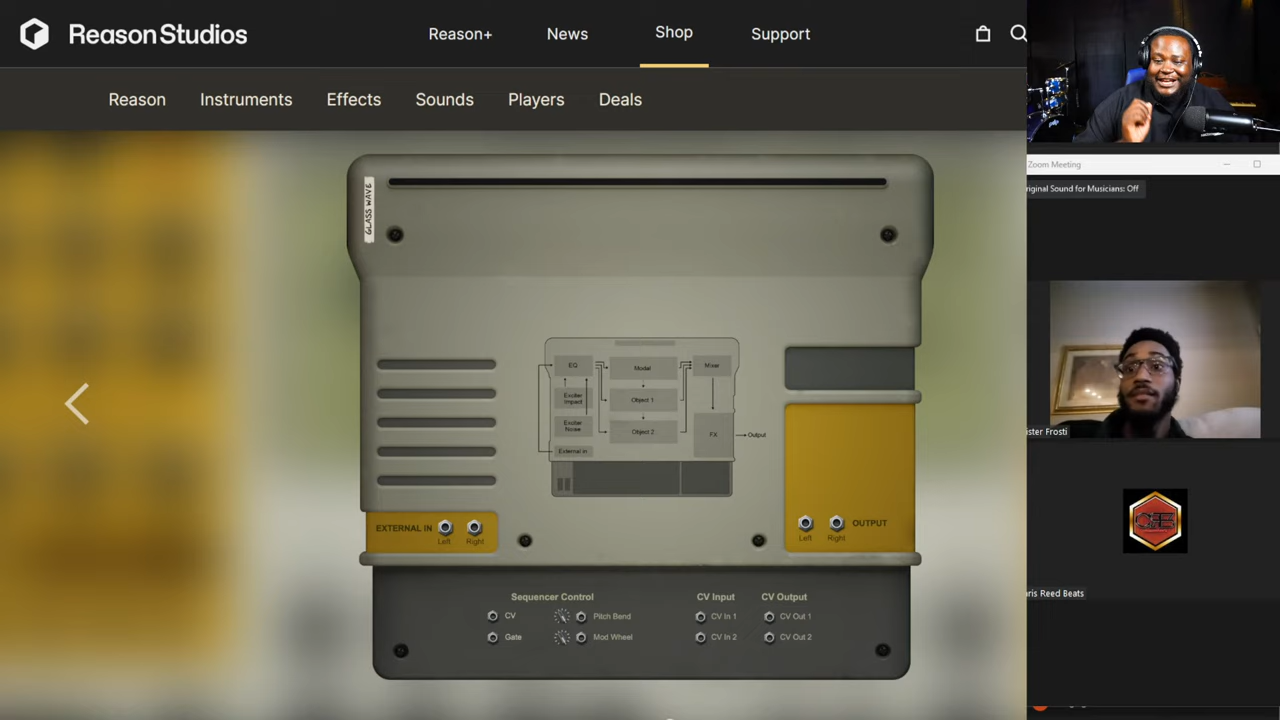 Reason Studios
Reason+ News Shop Support
Reason Instruments Effects Sounds Players Deals
Zoom Meeting
riginal Sound for Musicians: Off
GLASS WAVE
EQ Modal Mixer
Exciter Impact
Object 1
Exciter Noise
Object 2
FX
Output
External in
ister Frosti
EXTERNAL IN
Left Right
OUTPUT
Left Right
aris Reed Beats
Sequencer Control
CV Input
CV Output
CV
Pitch Bend
CV In 1
CV Out 1
Gate
Mod Wheel
CV In 2
CV Out 2